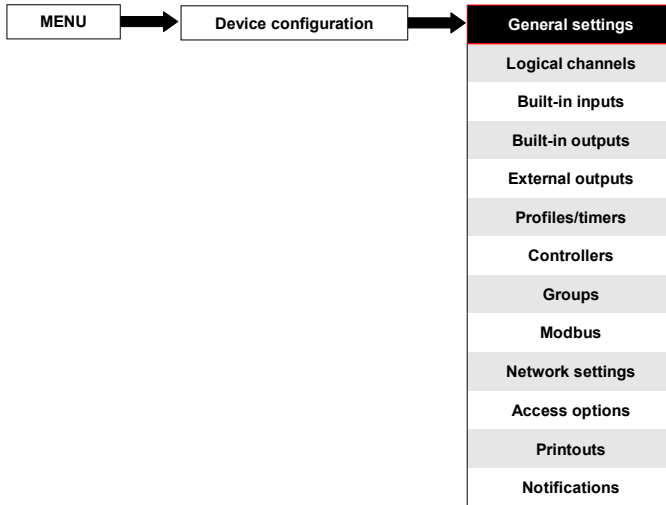 MENU
Device configuration
General settings
Logical channels
Built-in inputs
Built-in outputs
External outputs
Profiles/timers
Controllers
Groups
Modbus
Network settings
Access options
Printouts
Notifications